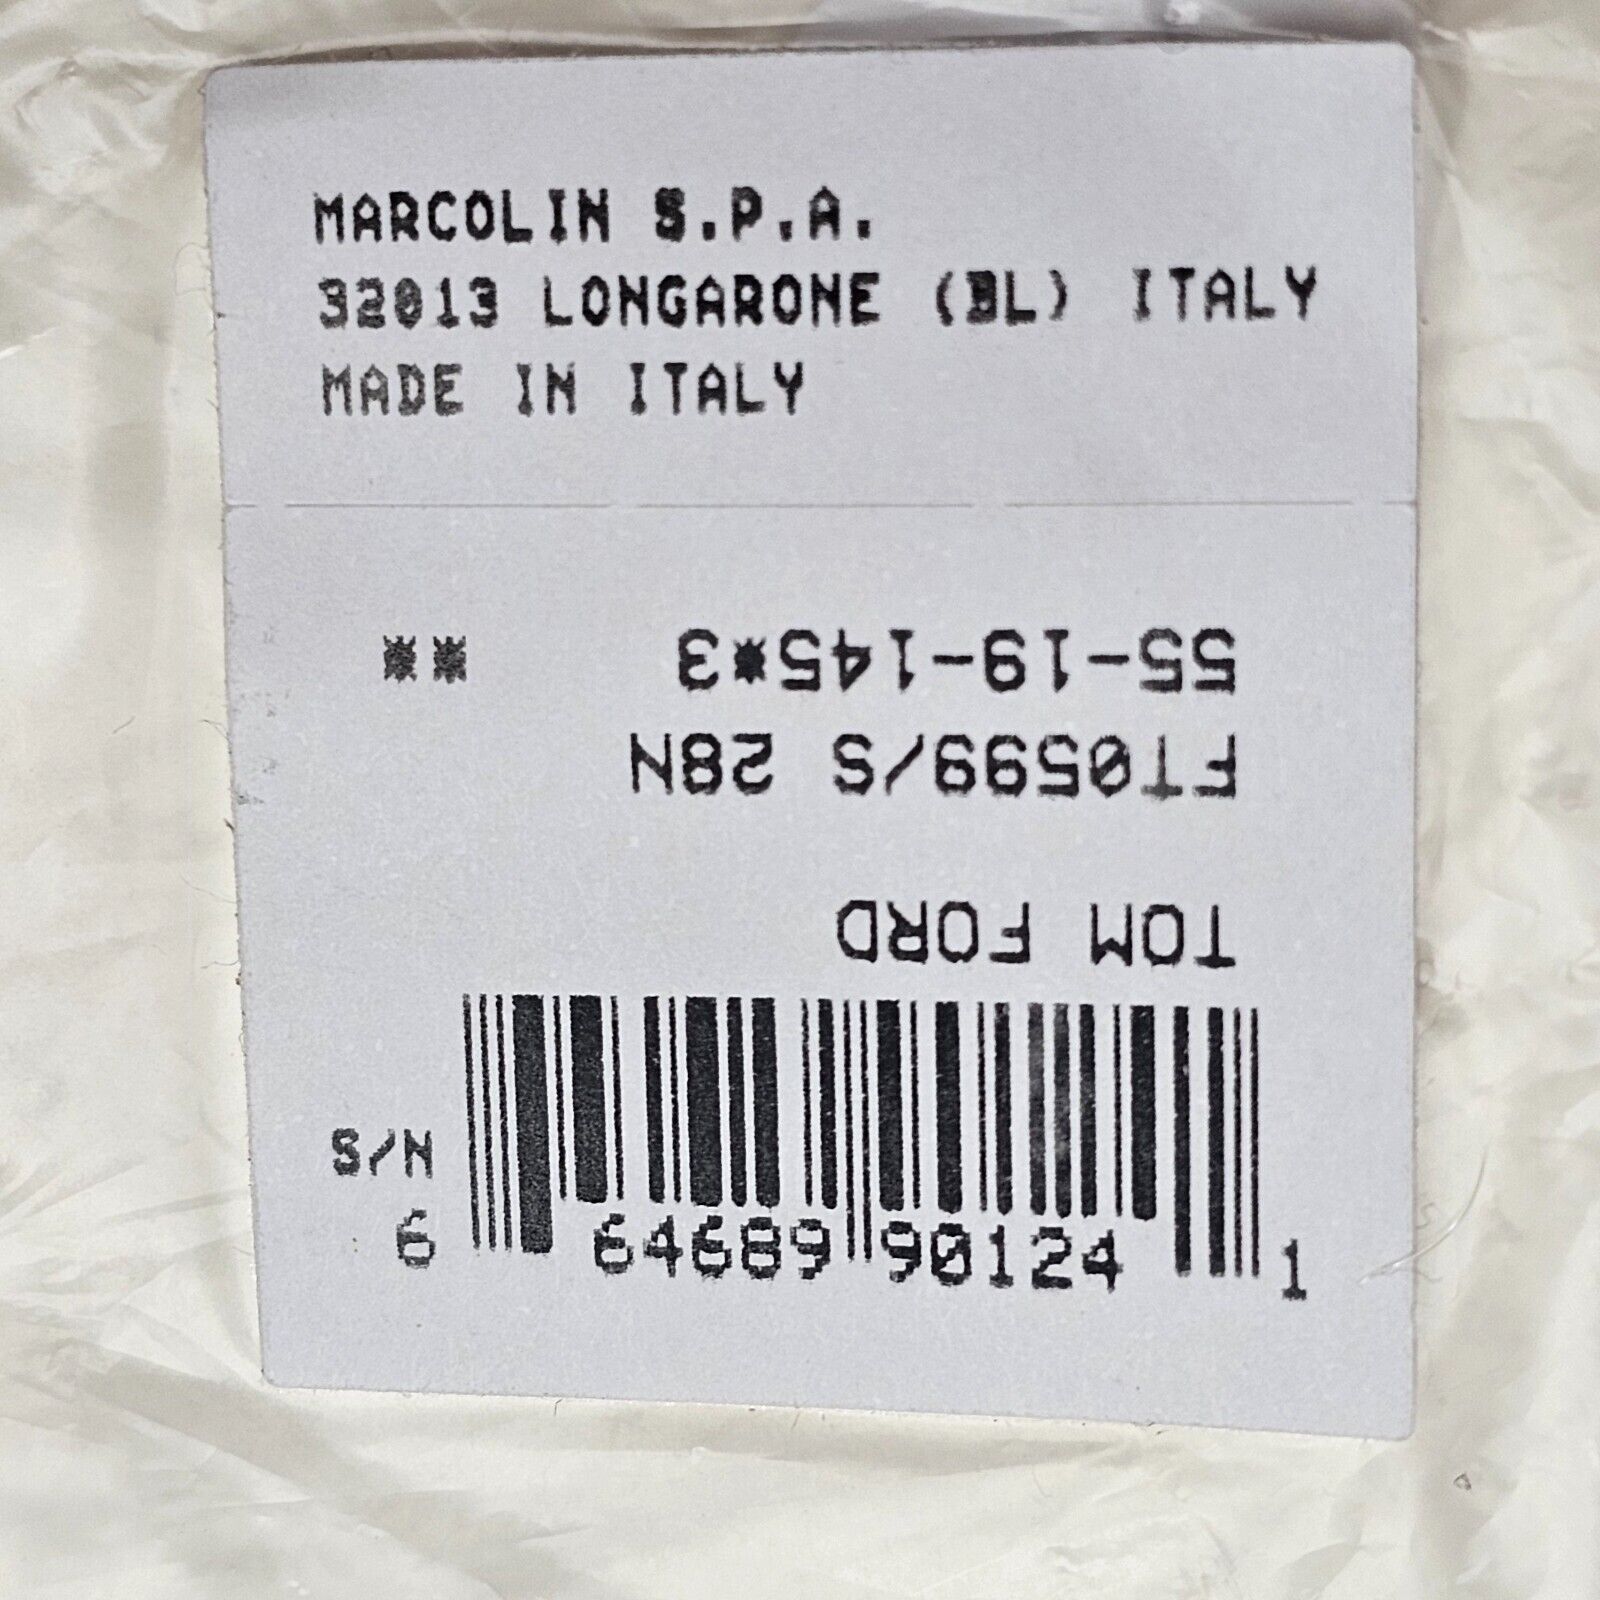 MARCOLIN S.P.A.
32013 LONGARONE (BL) ITALY
MADE IN ITALY
55-19-145*3 **
FT0599/S 28N
TOM FORD
S/N
6 64689 90124 1